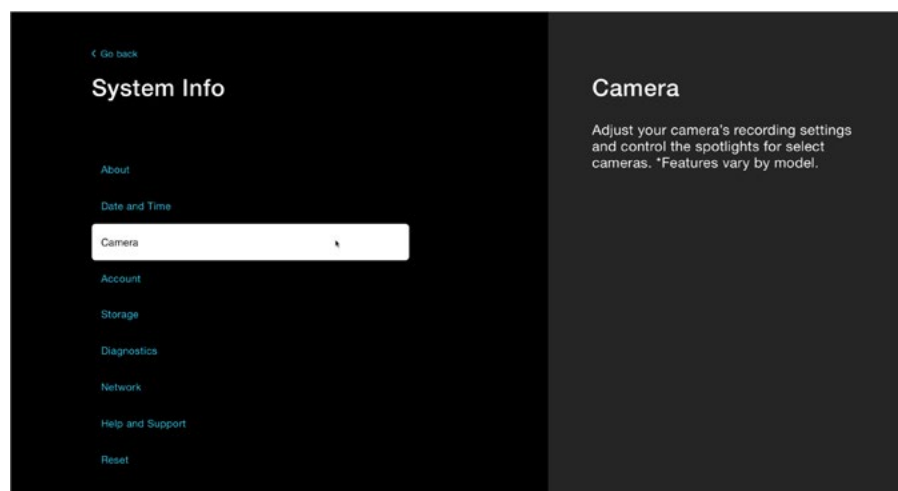 Go back
System Info
About
Date and Time
Camera
Account
Storage
Diagnostics
Network
Help and Support
Reset
Camera
Adjust your camera's recording settings
and control the spotlights for select
cameras. *Features vary by model.